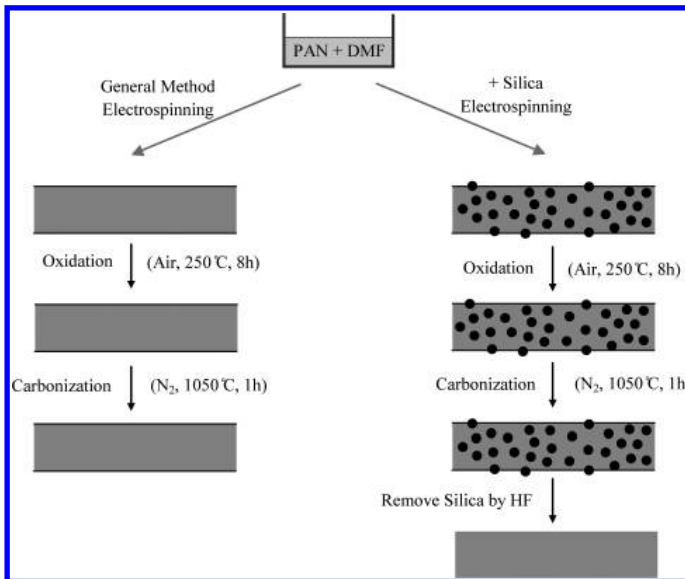 PAN + DMF
General Method
Electrospinning
+ Silica
Electrospinning
Oxidation
(Air, 250℃, 8h)
Oxidation
(Air, 250℃, 8h)
Carbonization
(N₂, 1050℃, 1h)
Carbonization
(N₂, 1050℃, 1h)
Remove Silica by HF